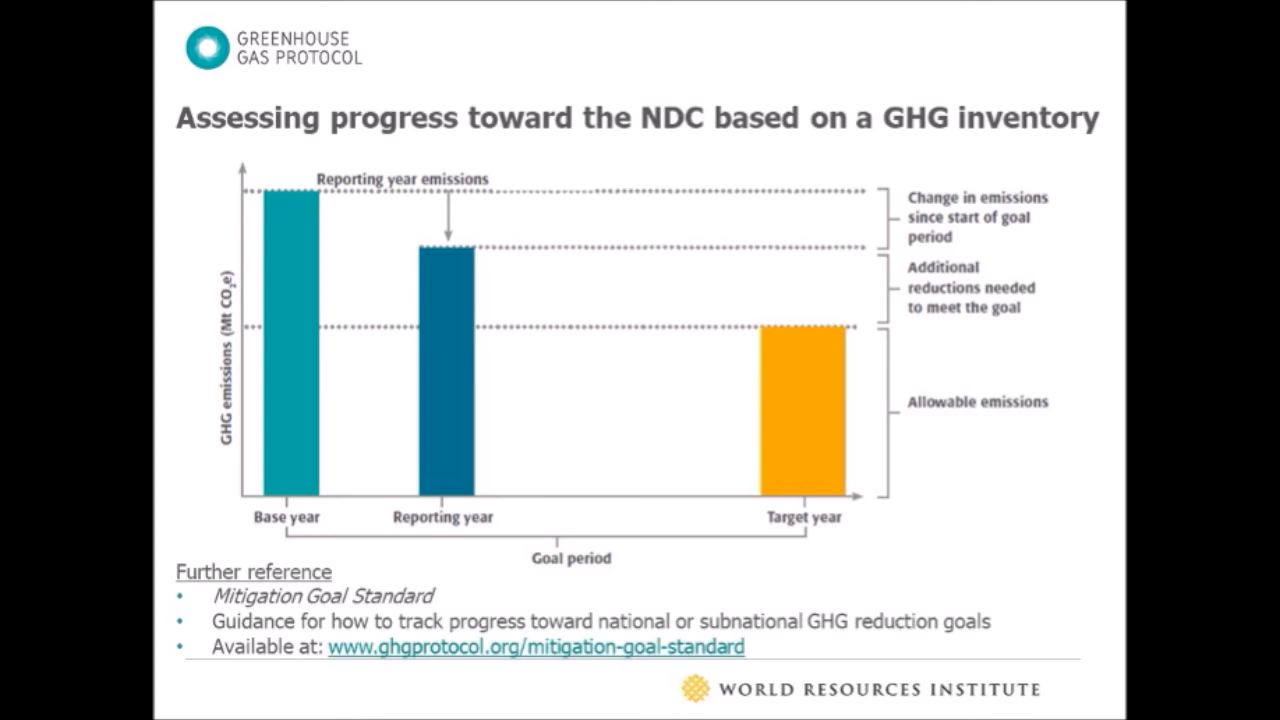 GREENHOUSE
GAS PROTOCOL
Assessing progress toward the NDC based on a GHG inventory
Reporting year emissions
Change in emissions
since start of goal
period
Additional
reductions needed
to meet the goal
Allowable emissions
GHG emissions (Mt CO₂e)
Base year
Reporting year
Target year
Goal period
Further reference
• Mitigation Goal Standard
• Guidance for how to track progress toward national or subnational GHG reduction goals
• Available at: www.ghgprotocol.org/mitigation-goal-standard
WORLD RESOURCES INSTITUTE